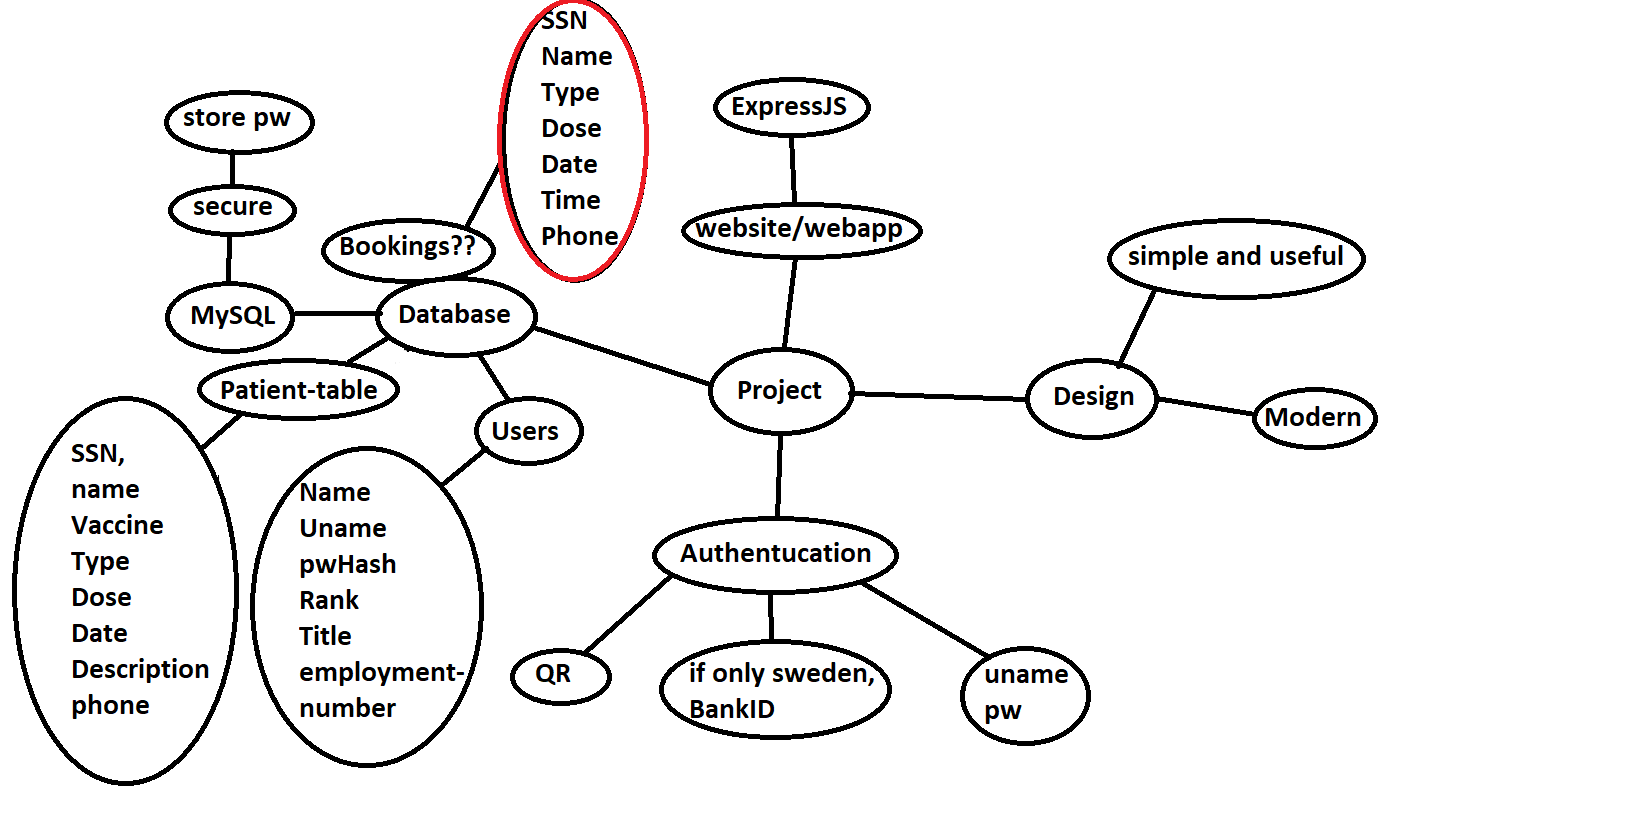 SSN
Name
Type
Dose
Date
Time
Phone
store pw
secure
MySQL
Bookings??
Database
Patient-table
SSN,
name
Vaccine
Type
Dose
Date
Description
phone
Users
Name
Uname
pwHash
Rank
Title
employment-
number
ExpressJS
website/webapp
Project
simple and useful
Design
Modern
Authentucation
QR
if only sweden,
BankID
uname
pw